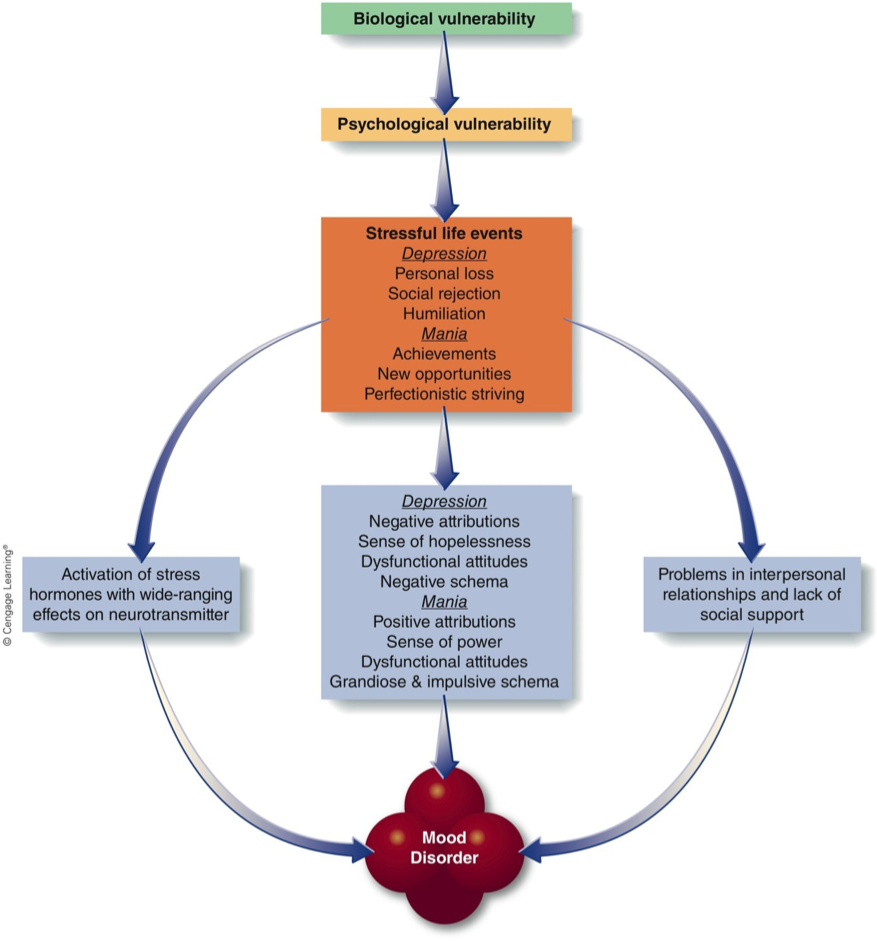 Biological vulnerability
Psychological vulnerability
Stressful life events
Depression
Personal loss
Social rejection
Humiliation
Mania
Achievements
New opportunities
Perfectionistic striving
Activation of stress
hormones with wide-ranging
effects on neurotransmitter
Depression
Negative attributions
Sense of hopelessness
Dysfunctional attitudes
Negative schema
Mania
Positive attributions
Sense of power
Dysfunctional attitudes
Grandiose & impulsive schema
Problems in interpersonal
relationships and lack of
social support
Mood
Disorder
© Cengage Learning®